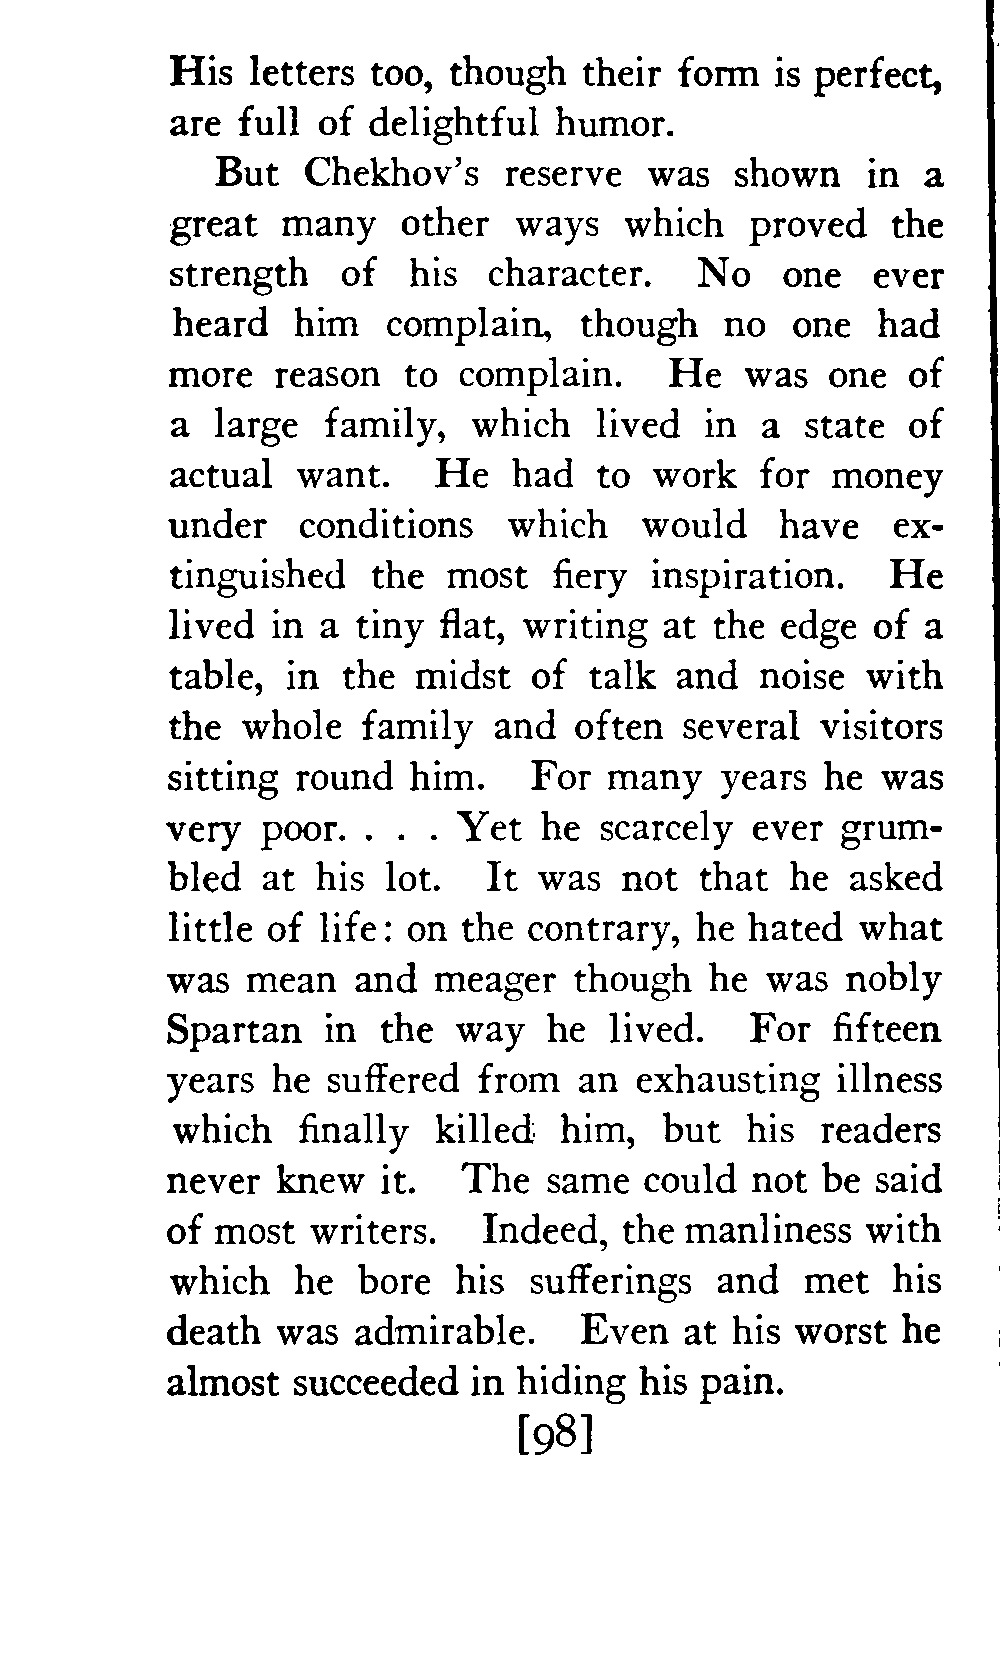 His letters too, though their form is perfect,
are full of delightful humor.
But Chekhov's reserve was shown in a
great many other ways which proved the
strength of his character. No one ever
heard him complain, though no one had
more reason to complain. He was one of
a large family, which lived in a state of
actual want. He had to work for money
under conditions which would have ex-
tinguished the most fiery inspiration. He
lived in a tiny flat, writing at the edge of a
table, in the midst of talk and noise with
the whole family and often several visitors
sitting round him. For many years he was
very poor. . . . Yet he scarcely ever grum-
bled at his lot. It was not that he asked
little of life: on the contrary, he hated what
was mean and meager though he was nobly
Spartan in the way he lived. For fifteen
years he suffered from an exhausting illness
which finally killed him, but his readers
never knew it. The same could not be said
of most writers. Indeed, the manliness with
which he bore his sufferings and met his
death was admirable. Even at his worst he
almost succeeded in hiding his pain.
[98]